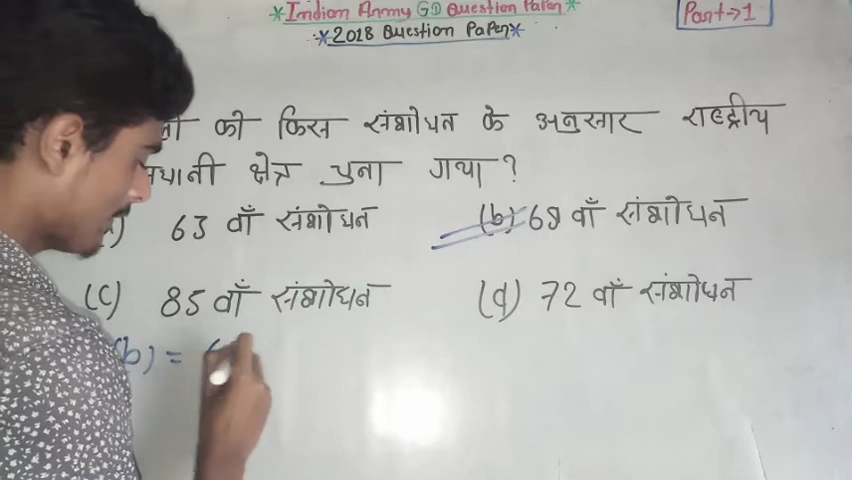 *Indian Army GD Question Paper*
Part→1
*2018 Question Paper*
को किस संशोधन के अनुसार राष्ट्रीय
क्षेत्र चुना गया?
63 वाँ संशोधन (b) 69 वाँ संशोधन
(c) 85 वाँ संशोधन (d) 72 वाँ संशोधन
(b) =